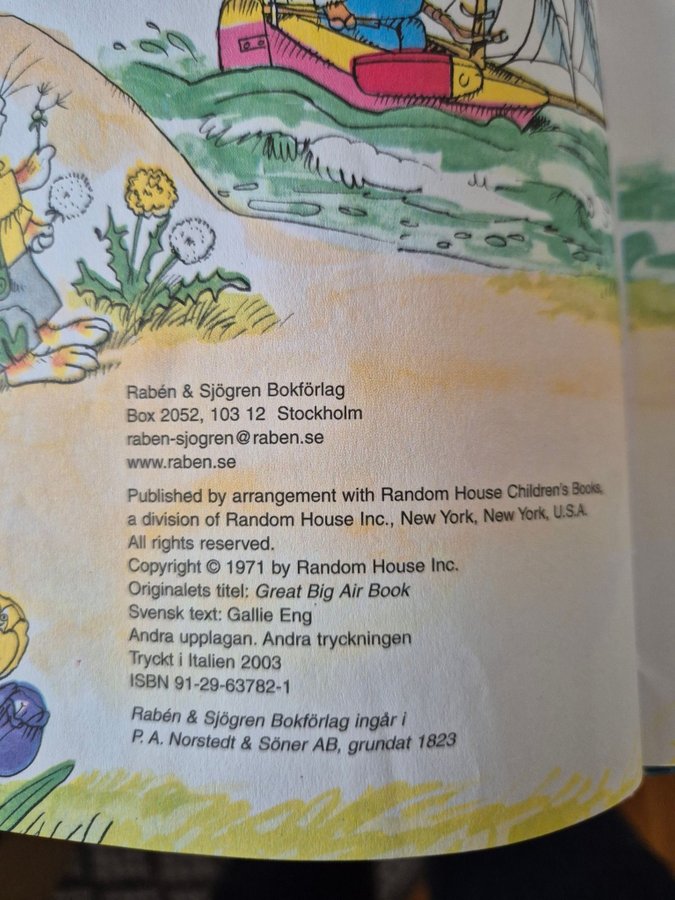 Rabén & Sjögren Bokförlag
Box 2052, 103 12 Stockholm
raben-sjogren@raben.se
www.raben.se
Published by arrangement with Random House Children's Books,
a division of Random House Inc., New York, New York, U.S.A.
All rights reserved.
Copyright © 1971 by Random House Inc.
Originalets titel: Great Big Air Book
Svensk text: Gallie Eng
Andra upplagan. Andra tryckningen
Tryckt i Italien 2003
ISBN 91-29-63782-1
Rabén & Sjögren Bokförlag ingår i
P. A. Norstedt & Söner AB, grundat 1823